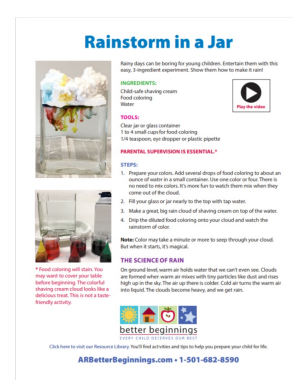 Rainstorm in a Jar
Rainy days can be boring for young children. Entertain them with this
easy, 3-ingredient experiment. Show them how to make it rain!
INGREDIENTS:
Child-safe shaving cream
Food coloring
Water
Play the video
TOOLS:
Clear jar or glass container
1 to 4 small cups for food coloring
1/4 teaspoon, eye dropper or plastic pipette
PARENTAL SUPERVISION IS ESSENTIAL.*
STEPS:
1. Prepare your colors. Add several drops of food coloring to about an
ounce of water in a small container. Use one color or four. There is
no need to mix colors. It's more fun to watch them mix when they
come out of the cloud.
2. Fill your glass or jar nearly to the top with tap water.
3. Make a great, big rain cloud of shaving cream on top of the water.
4. Drip the diluted food coloring onto your cloud and watch the
rainstorm of color.
Note: Color may take a minute or more to seep through your cloud.
But when it starts, it's magical.
* Food coloring will stain. You
may want to cover your table
before beginning. The colorful
shaving cream cloud looks like a
delicious treat. This is not a taste-
friendly activity.
THE SCIENCE OF RAIN
On ground level, warm air holds water that we can't even see. Clouds
are formed when warm air mixes with tiny particles like dust and rises
high up in the sky. The air up there is colder. Cold air turns the warm air
into liquid. The clouds become heavy, and we get rain.
better beginnings
EVERY CHILD DESERVES OUR BEST
Click here to visit our Resource Library. You'll find activities and tips to help you prepare your child for life.
ARBetterBeginnings.com • 1-501-682-8590